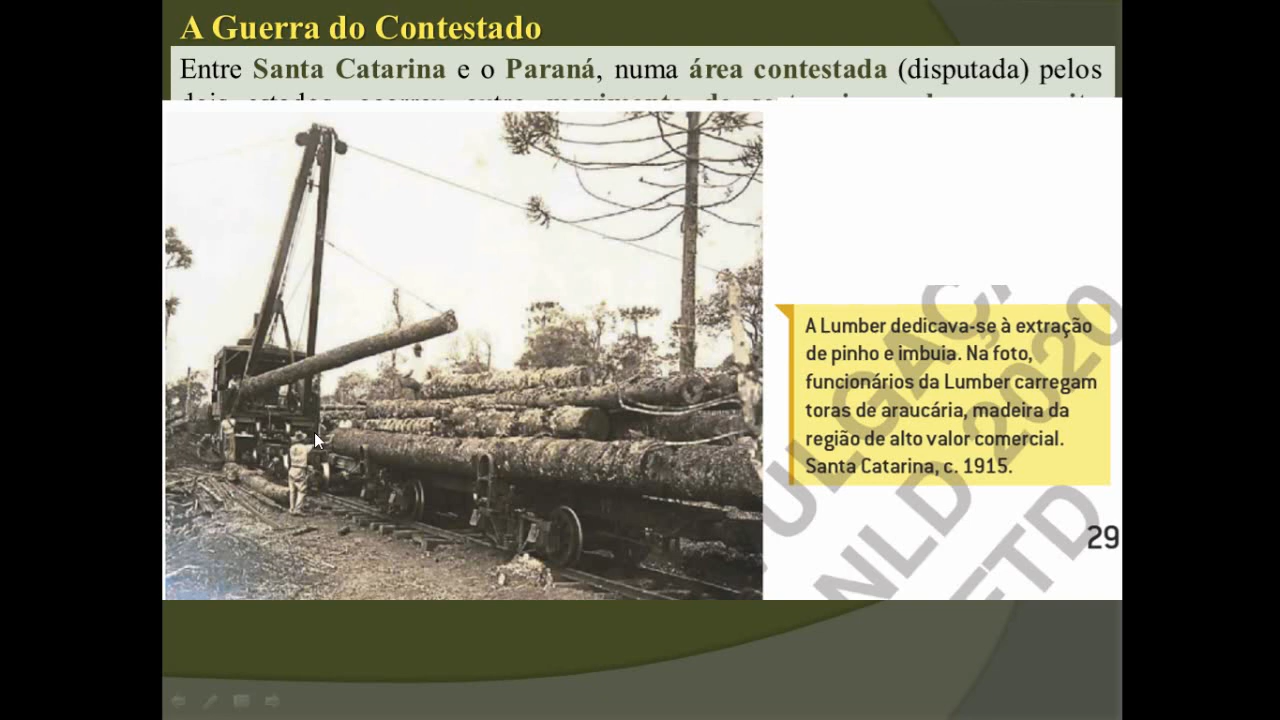 A Guerra do Contestado
Entre Santa Catarina e o Paraná, numa área contestada (disputada) pelos
A Lumber dedicava-se à extração
de pinho e imbuia. Na foto,
funcionários da Lumber carregam
toras de araucária, madeira da
região de alto valor comercial.
Santa Catarina, c. 1915.
29